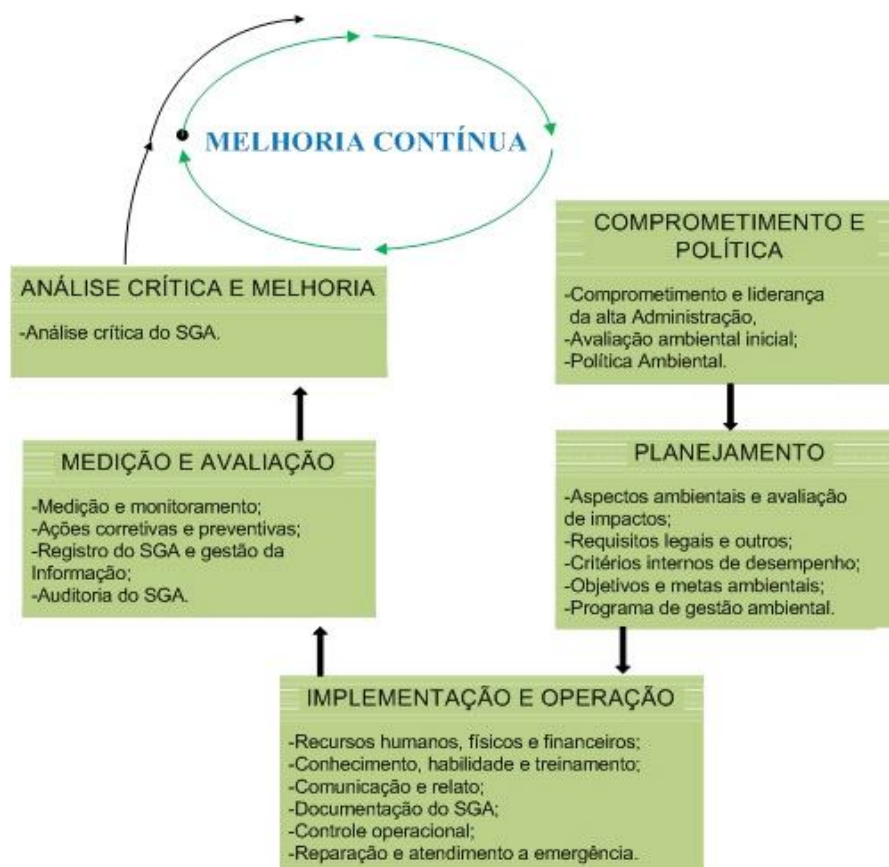 MELHORIA CONTÍNUA
COMPROMETIMENTO E
POLÍTICA
-Comprometimento e liderança
da alta Administração,
-Avaliação ambiental inicial;
-Política Ambiental.
PLANEJAMENTO
-Aspectos ambientais e avaliação
de impactos;
-Requisitos legais e outros;
-Critérios internos de desempenho;
-Objetivos e metas ambientais;
-Programa de gestão ambiental.
IMPLEMENTAÇÃO E OPERAÇÃO
-Recursos humanos, físicos e financeiros;
-Conhecimento, habilidade e treinamento;
-Comunicação e relato;
-Documentação do SGA;
-Controle operacional;
-Reparação e atendimento a emergência.
MEDIÇÃO E AVALIAÇÃO
-Medição e monitoramento;
-Ações corretivas e preventivas;
-Registro do SGA e gestão da
Informação;
-Auditoria do SGA.
ANÁLISE CRÍTICA E MELHORIA
-Análise crítica do SGA.